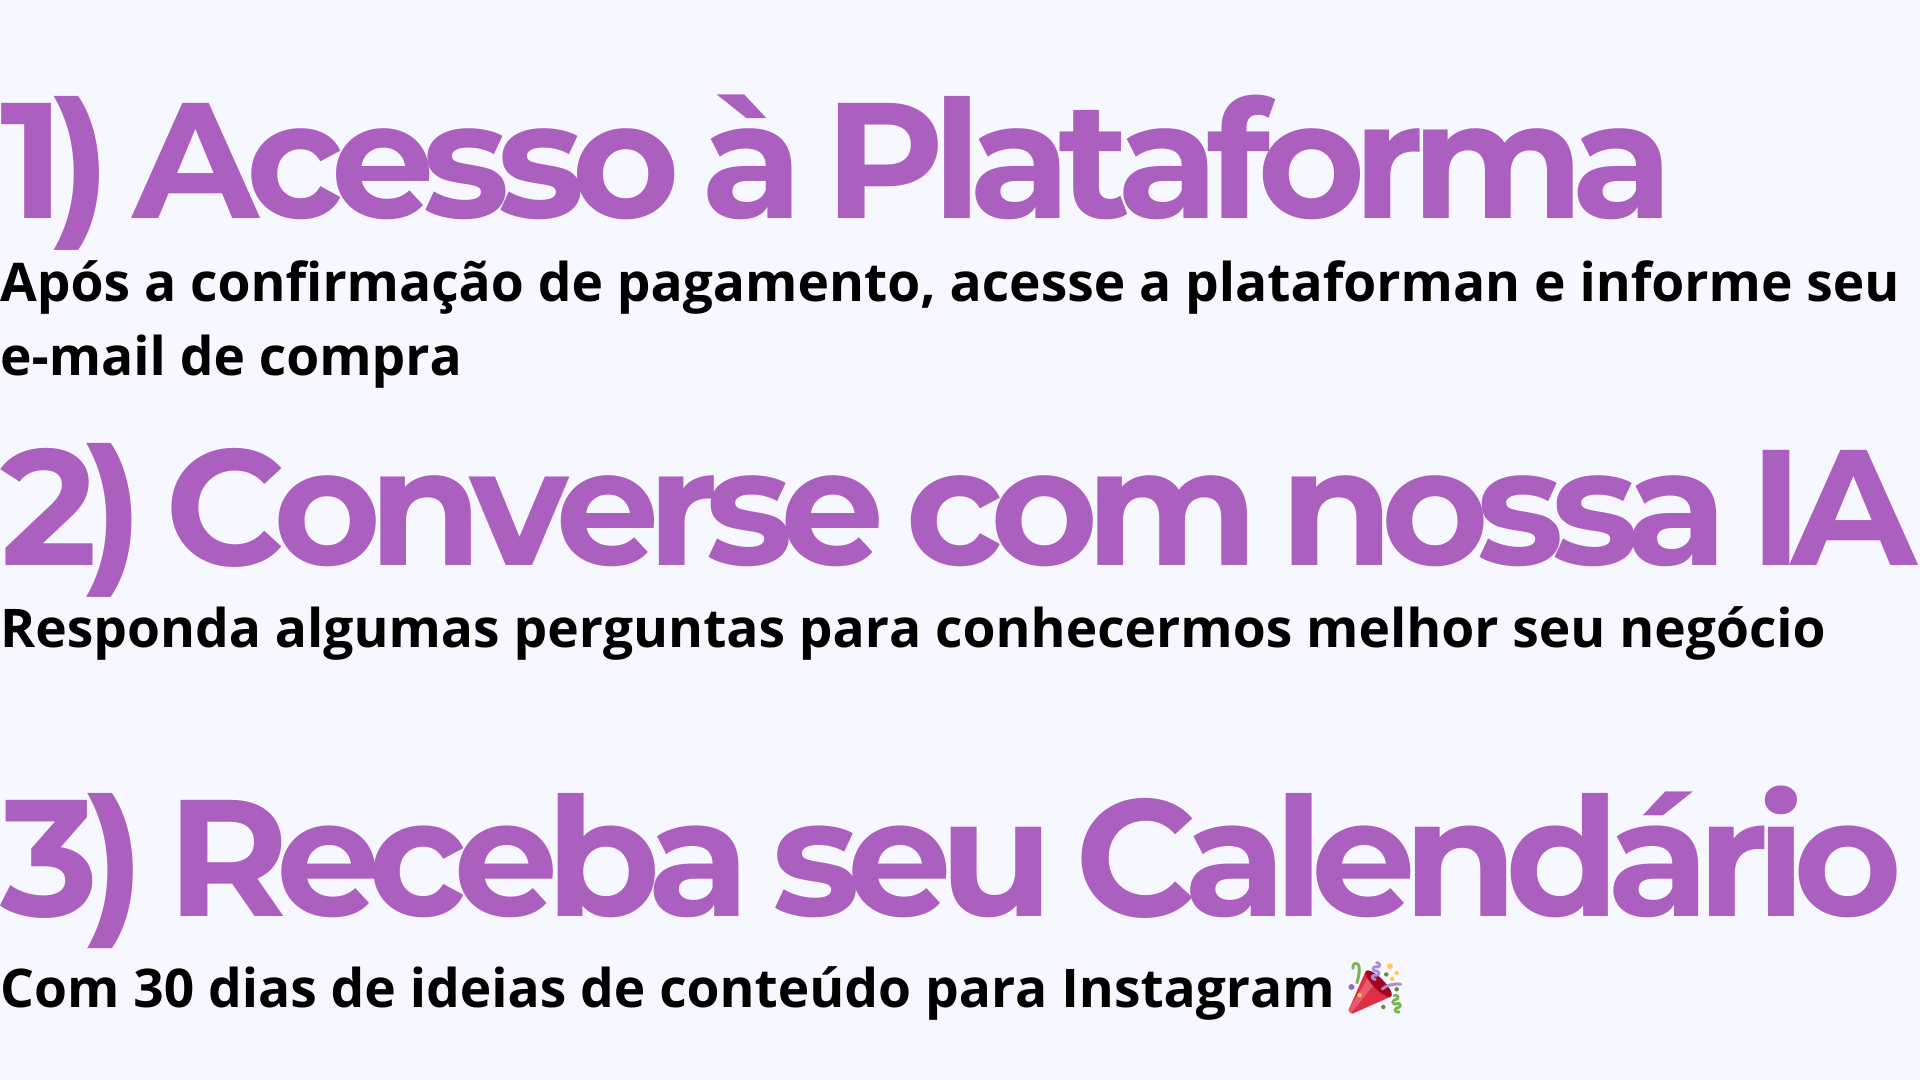 1) Acesso à Plataforma
Após a confirmação de pagamento, acesse a plataforman e informe seu
e-mail de compra
2) Converse com nossa IA
Responda algumas perguntas para conhecermos melhor seu negócio
3) Receba seu Calendário
Com 30 dias de ideias de conteúdo para Instagram 🎉